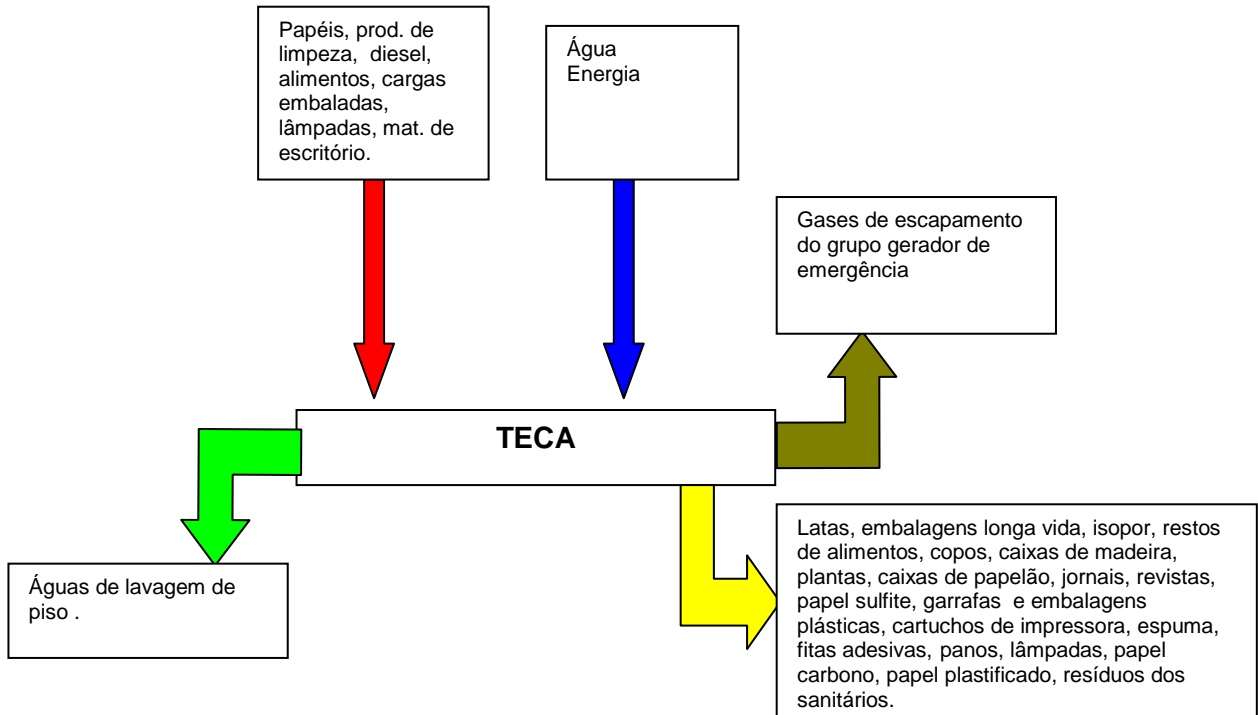 Papéis, prod. de
limpeza, diesel,
alimentos, cargas
embaladas,
lâmpadas, mat. de
escritório.
Água
Energia
Gases de escapamento
do grupo gerador de
emergência
TECA
Águas de lavagem de
piso .
Latas, embalagens longa vida, isopor, restos
de alimentos, copos, caixas de madeira,
plantas, caixas de papelão, jornais, revistas,
papel sulfite, garrafas e embalagens
plásticas, cartuchos de impressora, espuma,
fitas adesivas, panos, lâmpadas, papel
carbono, papel plastificado, resíduos dos
sanitários.